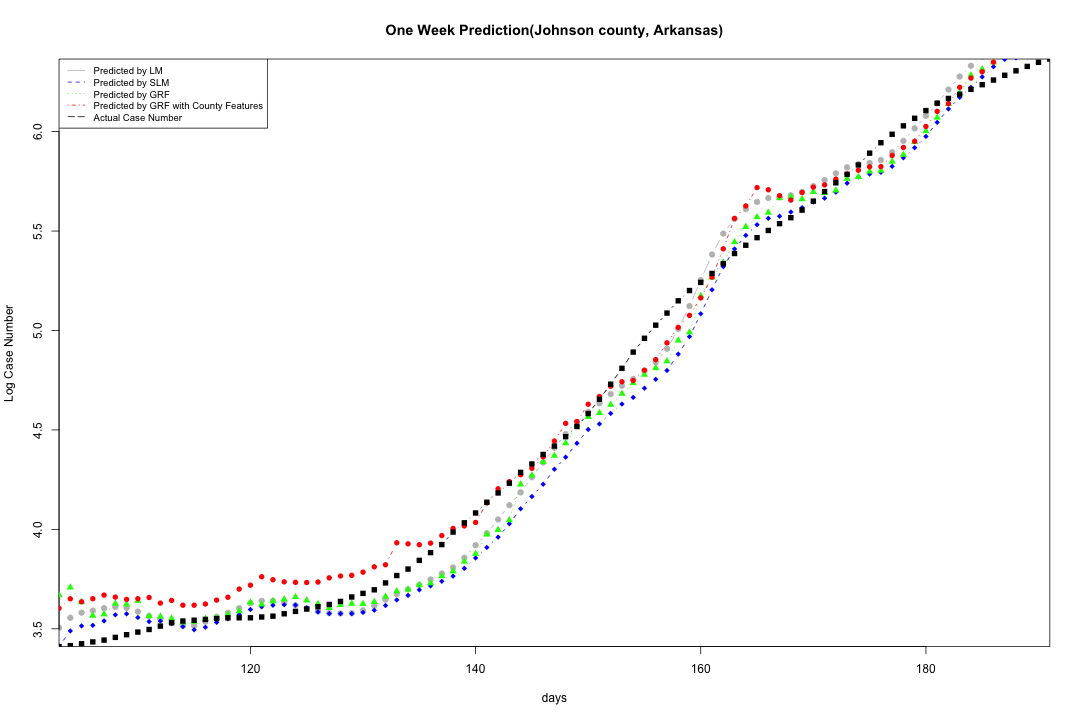 One Week Prediction(Johnson county, Arkansas)
Predicted by LM
Predicted by SLM
Predicted by GRF
Predicted by GRF with County Features
Actual Case Number
Log Case Number
6.0
5.5
5.0
4.5
4.0
3.5
120 140 160 180
days